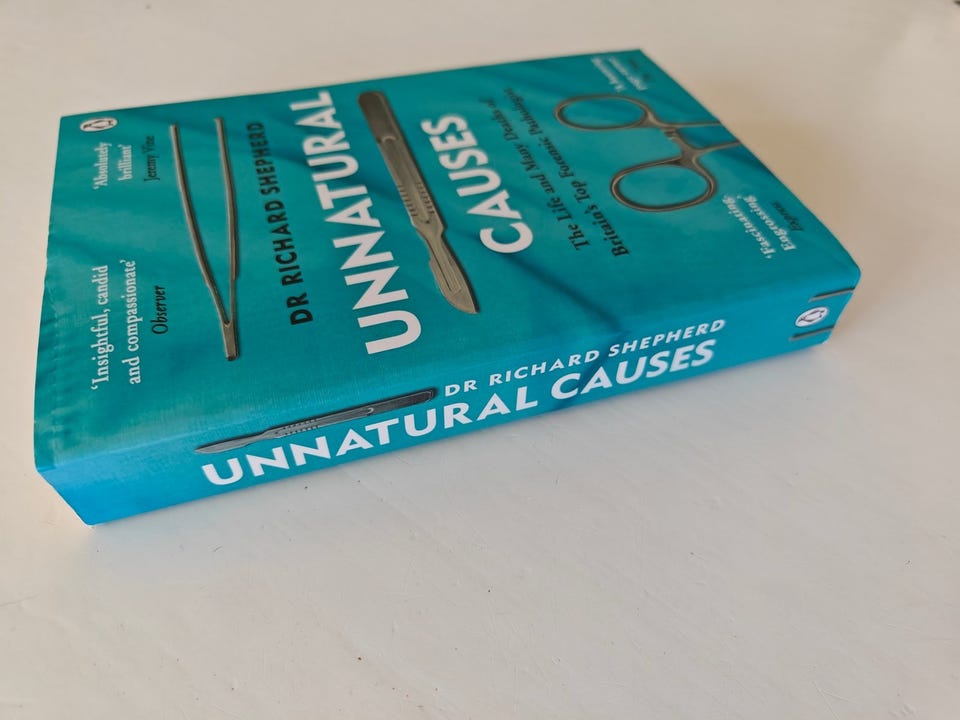 'Insightful, candid
and compassionate'
Observer
'Absolutely
brilliant'
Jeremy Vine
DR RICHARD SHEPHERD
UNNATURAL
CAUSES
The Life and Many Deaths of
Britain's Top Forensic Pathologist
'Fascinating,
Engrossing'
Express
DR RICHARD SHEPHERD
UNNATURAL CAUSES